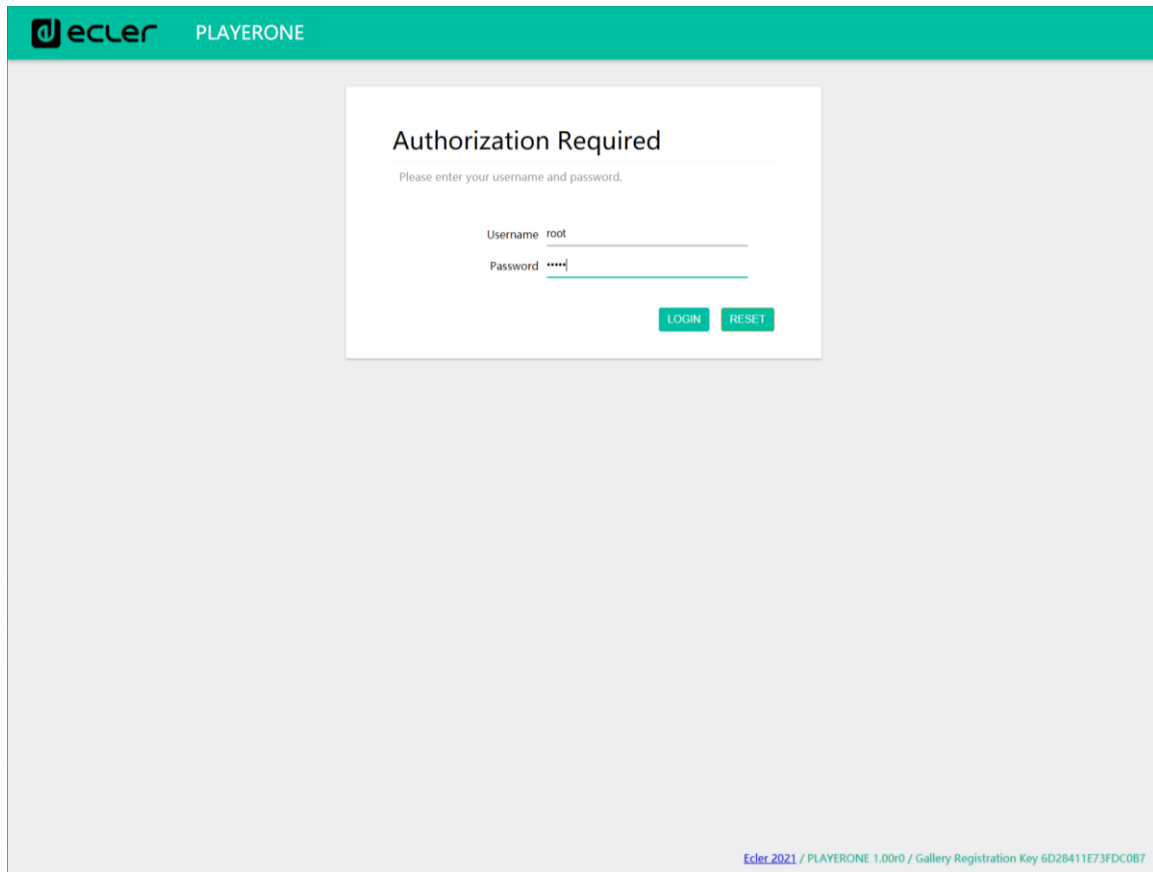 ecler PLAYERONE
Authorization Required
Please enter your username and password.
Username root
Password •••••
LOGIN RESET
Ecler 2021 / PLAYERONE 1.00r0 / Gallery Registration Key 6D28411E73FDC0B7